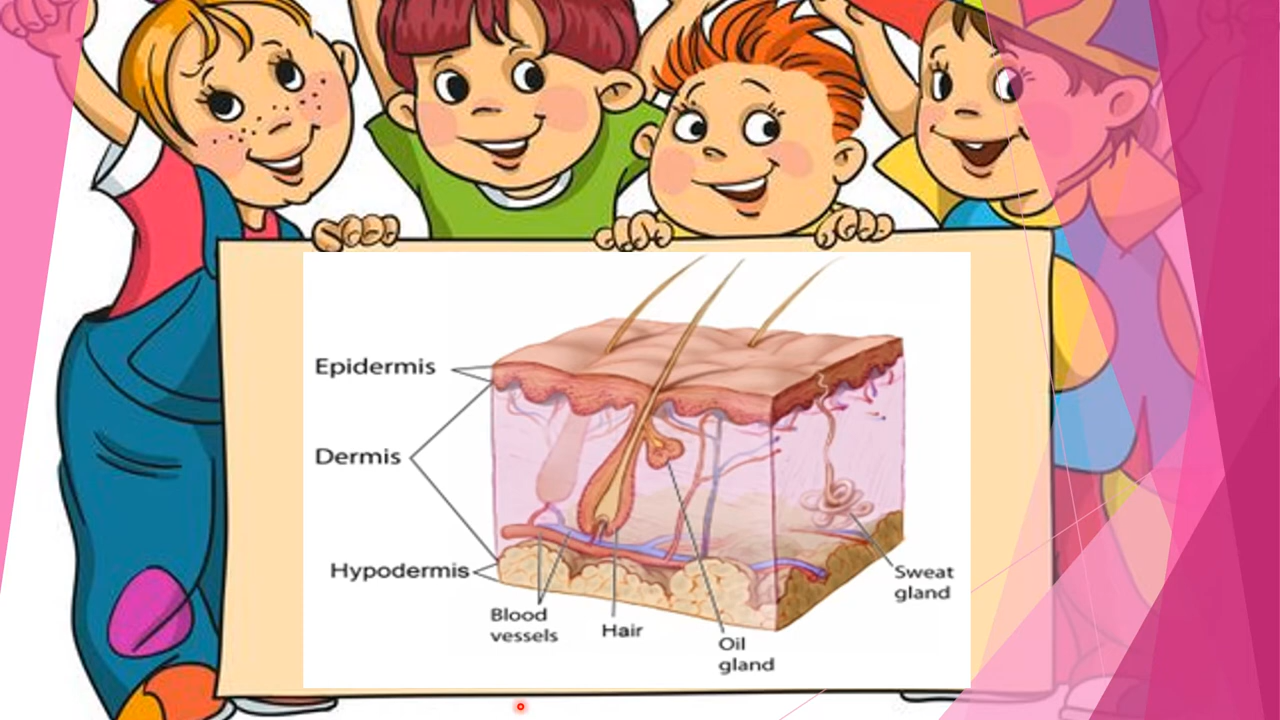 Epidermis
Dermis
Hypodermis
Blood
vessels
Hair
Oil
gland
Sweat
gland